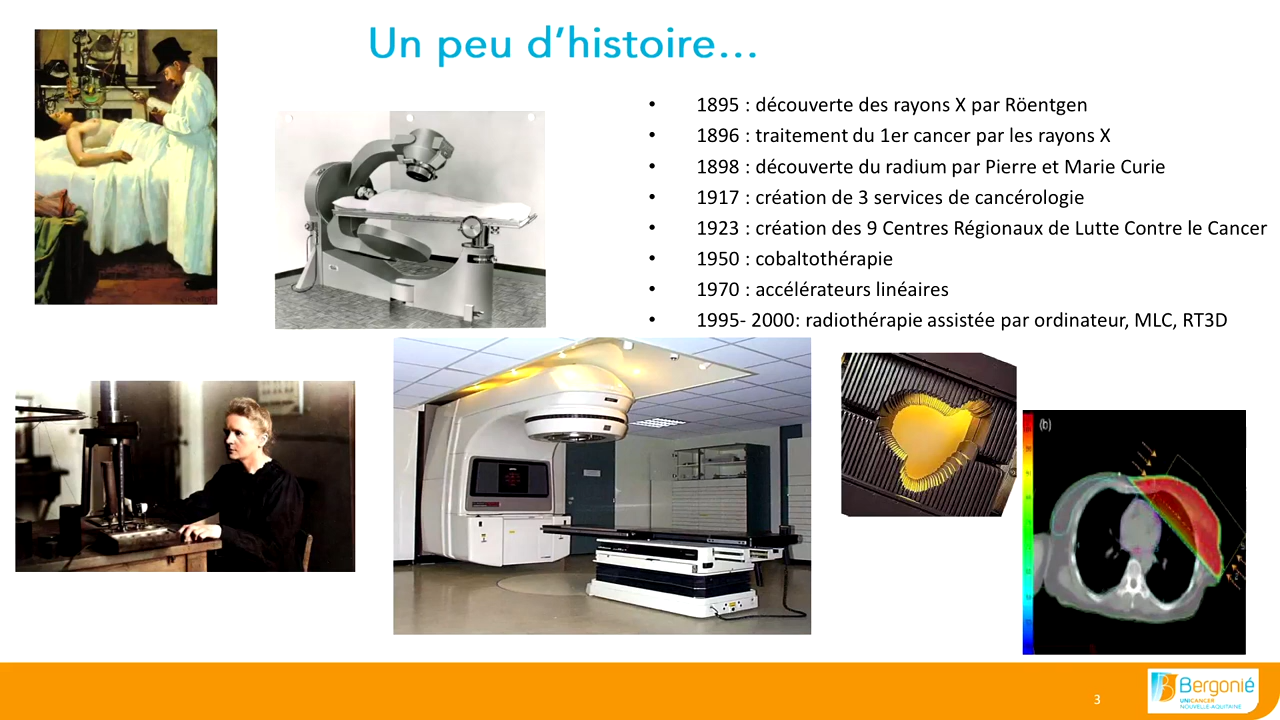 Un peu d’histoire…
• 1895 : découverte des rayons X par Röentgen
• 1896 : traitement du 1er cancer par les rayons X
• 1898 : découverte du radium par Pierre et Marie Curie
• 1917 : création de 3 services de cancérologie
• 1923 : création des 9 Centres Régionaux de Lutte Contre le Cancer
• 1950 : cobaltothérapie
• 1970 : accélérateurs linéaires
• 1995- 2000: radiothérapie assistée par ordinateur, MLC, RT3D
(b)
3
Bergonié
UNICANCER
NOUVELLE-AQUITAINE